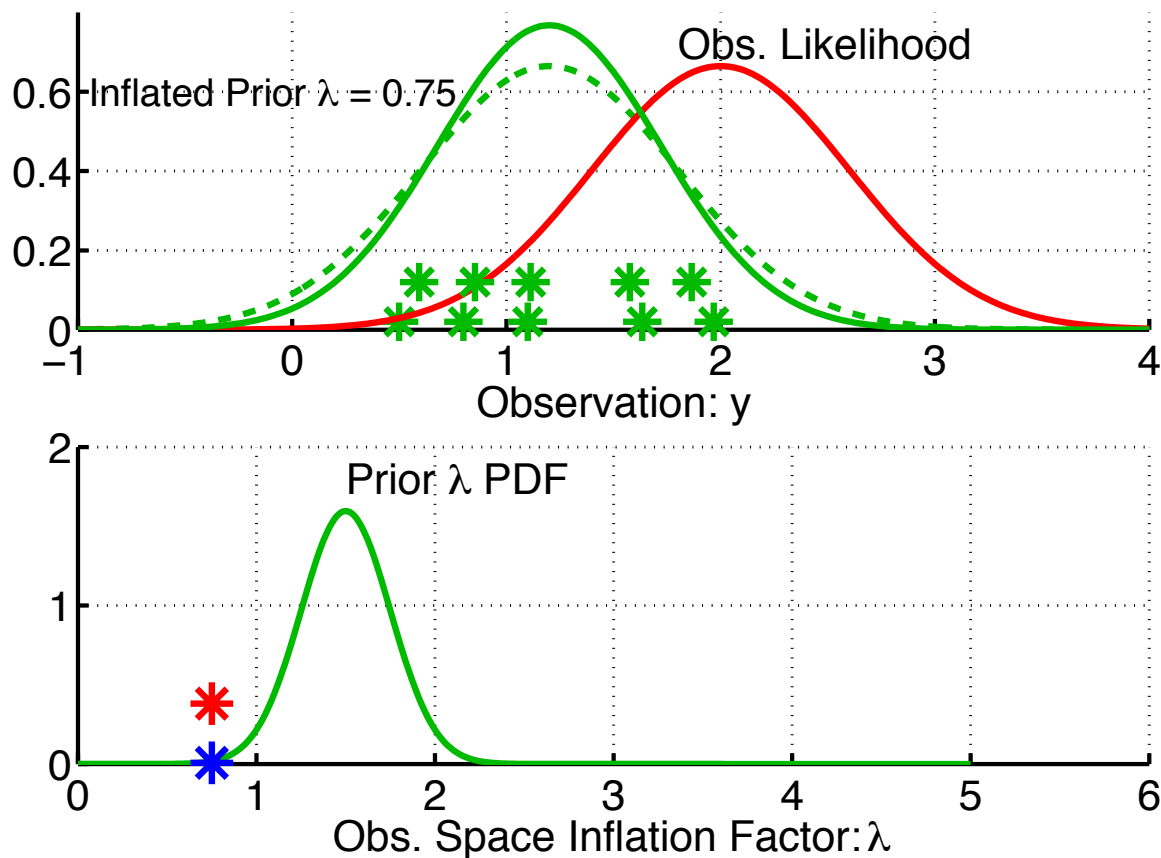 Obs. Likelihood
Inflated Prior λ = 0.75
0.6
0.4
0.2
0
−1 0 1 2 3 4
Observation: y
2
Prior λ PDF
1
0
0 1 2 3 4 5 6
Obs. Space Inflation Factor: λ